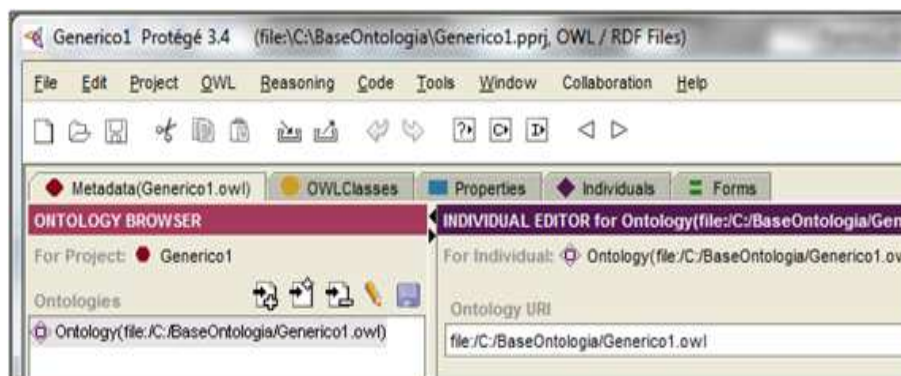 Generico1 Protégé 3.4 (file:\C:\BaseOntologia\Generico1.pprj, OWL / RDF Files)
File Edit Project OWL Reasoning Code Tools Window Collaboration Help
Metadata(Generico1.owl) OWLClasses Properties Individuals Forms
ONTOLOGY BROWSER
INDIVIDUAL EDITOR for Ontology(file:/C:/BaseOntologia/Gen
For Project: Generico1
For Individual: Ontology(file:/C:/BaseOntologia/Generico1.ow
Ontologies
Ontology URI
Ontology(file:/C:/BaseOntologia/Generico1.owl)
file:/C:/BaseOntologia/Generico1.owl